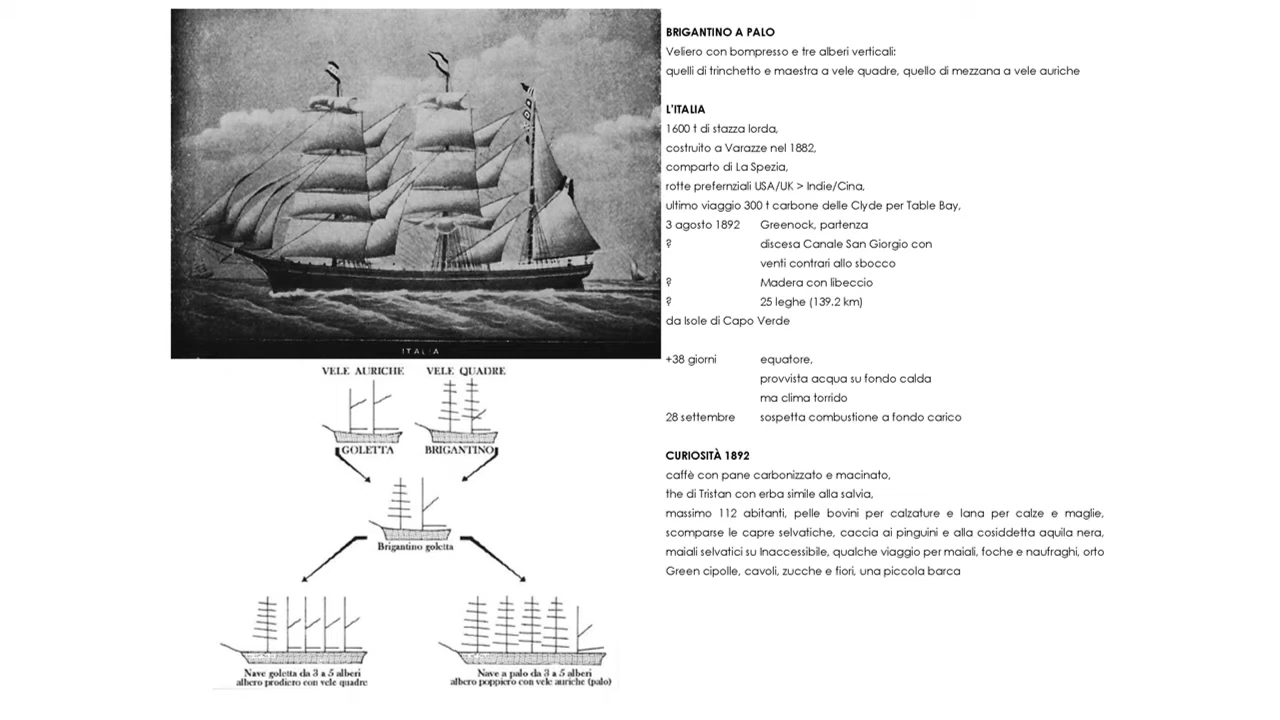 ITALIA
VELE AURICHE VELE QUADRE
GOLETTA BRIGANTINO
Brigantino goletta
Nave goletta da 3 a 5 alberi
albero prodiero con vele quadre
Nave a palo da 3 a 5 alberi
albero poppiero con vele auriche (palo)
BRIGANTINO A PALO
Veliero con bompresso e tre alberi verticali:
quelli di trinchetto e maestra a vele quadre, quello di mezzana a vele auriche
L'ITALIA
1600 t di stazza lorda,
costruito a Varazze nel 1882,
comparto di La Spezia,
rotte prefernziali USA/UK > Indie/Cina,
ultimo viaggio 300 t carbone delle Clyde per Table Bay,
3 agosto 1892 Greenock, partenza
? discesa Canale San Giorgio con
venti contrari allo sbocco
? Madera con libeccio
? 25 leghe (139.2 km)
da Isole di Capo Verde
+38 giorni equatore,
provvista acqua su fondo calda
ma clima torrido
28 settembre sospetta combustione a fondo carico
CURIOSITÀ 1892
caffè con pane carbonizzato e macinato,
the di Tristan con erba simile alla salvia,
massimo 112 abitanti, pelle bovini per calzature e lana per calze e maglie,
scomparse le capre selvatiche, caccia ai pinguini e alla cosiddetta aquila nera,
maiali selvatici su Inaccessibile, qualche viaggio per maiali, foche e naufraghi, orto
Green cipolle, cavoli, zucche e fiori, una piccola barca